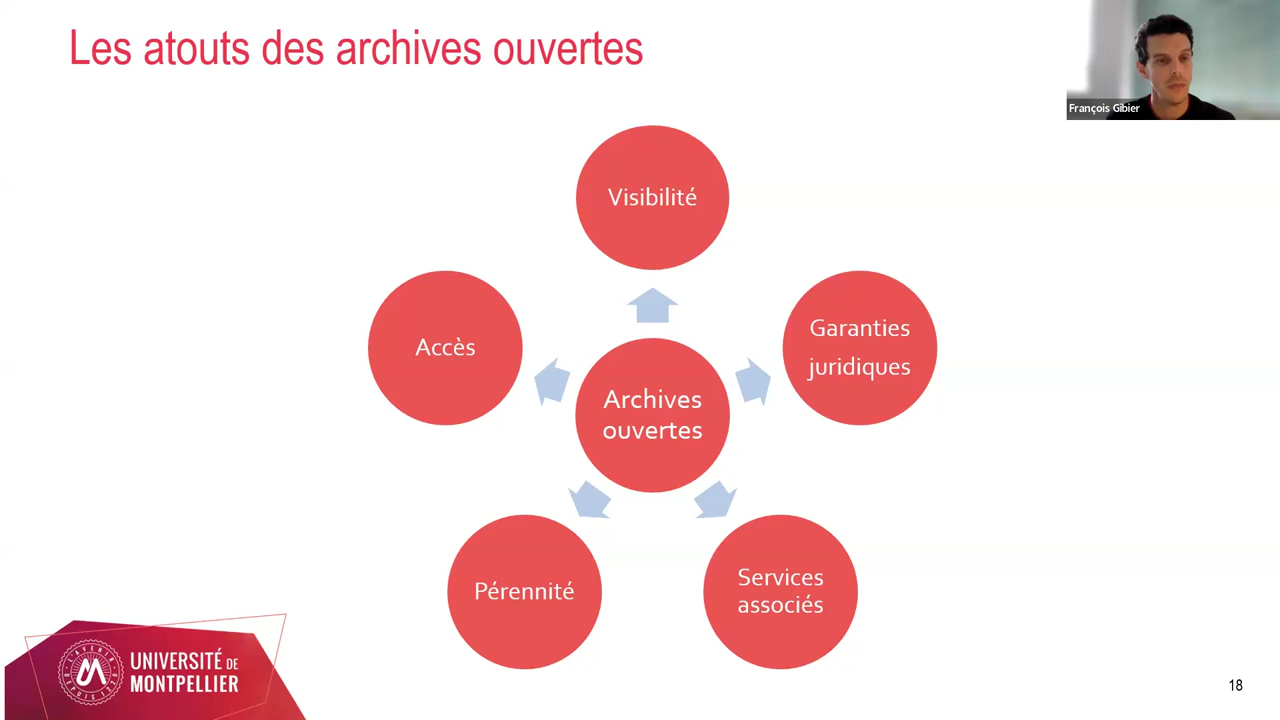 Les atouts des archives ouvertes
François Gibier
Visibilité
Accès
Garanties
juridiques
Archives
ouvertes
Pérennité
Services
associés
UNIVERSITÉ DE
MONTPELLIER
18